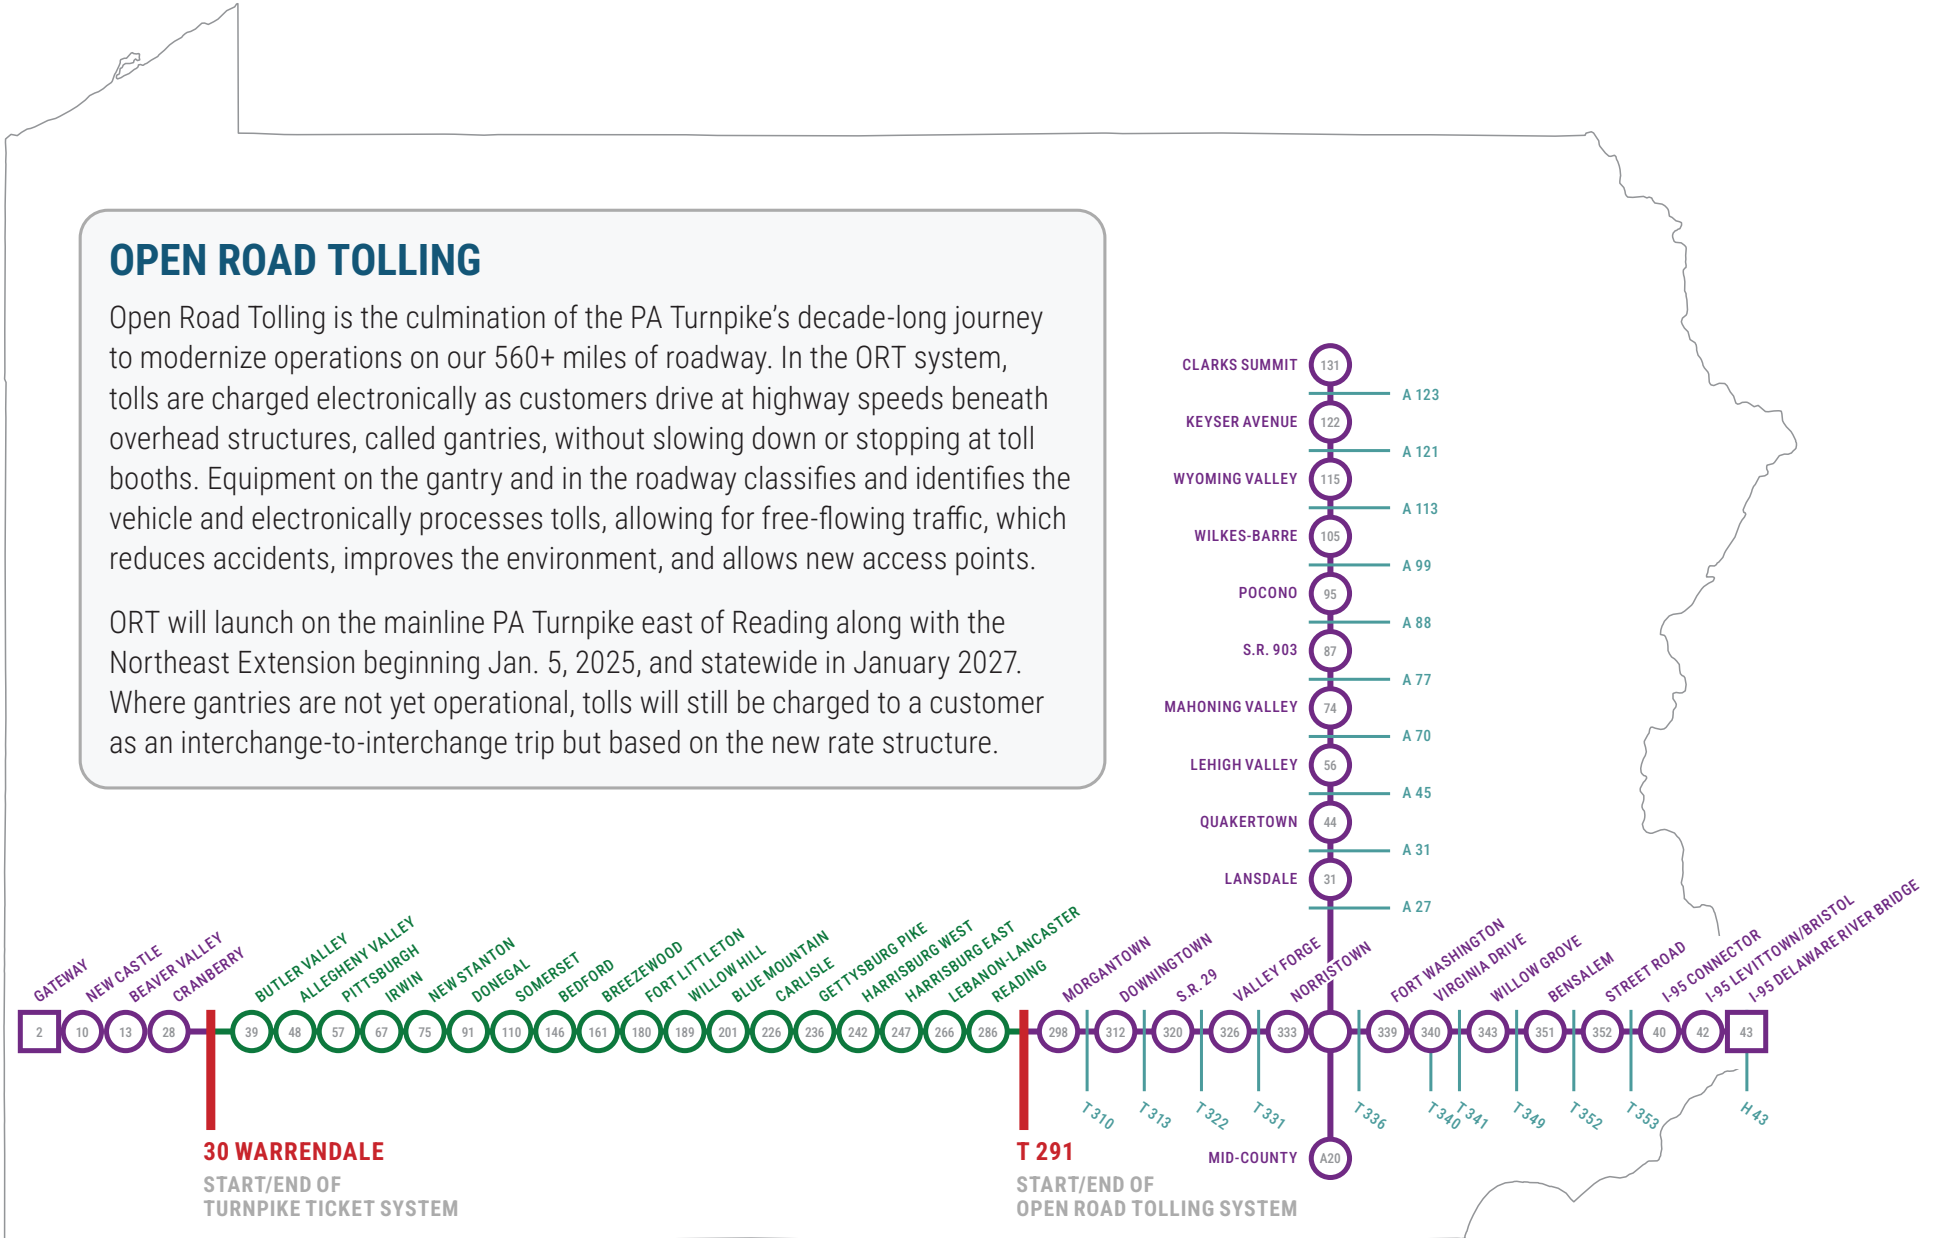 OPEN ROAD TOLLING
Open Road Tolling is the culmination of the PA Turnpike's decade-long journey
to modernize operations on our 560+ miles of roadway. In the ORT system,
tolls are charged electronically as customers drive at highway speeds beneath
overhead structures, called gantries, without slowing down or stopping at toll
booths. Equipment on the gantry and in the roadway classifies and identifies the
vehicle and electronically processes tolls, allowing for free-flowing traffic, which
reduces accidents, improves the environment, and allows new access points.
ORT will launch on the mainline PA Turnpike east of Reading along with the
Northeast Extension beginning Jan. 5, 2025, and statewide in January 2027.
Where gantries are not yet operational, tolls will still be charged to a customer
as an interchange-to-interchange trip but based on the new rate structure.
CLARKS SUMMIT 131
A 123
KEYSER AVENUE 122
A 121
WYOMING VALLEY 115
A 113
WILKES-BARRE 105
A 99
POCONO 95
A 88
S.R. 903 87
A 77
MAHONING VALLEY 74
A 70
LEHIGH VALLEY 56
A 45
QUAKERTOWN 44
A 31
LANSDALE 31
A 27
GATEWAY
NEW CASTLE
BEAVER VALLEY
CRANBERRY
BUTLER VALLEY
ALLEGHENY VALLEY
PITTSBURGH
IRWIN
NEW STANTON
DONEGAL
SOMERSET
BEDFORD
BREEZEWOOD
FORT LITTLETON
WILLOW HILL
BLUE MOUNTAIN
CARLISLE
GETTYSBURG PIKE
HARRISBURG WEST
HARRISBURG EAST
LEBANON-LANCASTER
READING
MORGANTOWN
DOWNINGTOWN
S.R. 29
VALLEY FORGE
NORRISTOWN
FORT WASHINGTON
VIRGINIA DRIVE
WILLOW GROVE
BENSALEM
STREET ROAD
I-95 CONNECTOR
I-95 LEVITTOWN/BRISTOL
I-95 DELAWARE RIVER BRIDGE
2 10 13 28 39 48 57 67 75 91 110 146 161 180 189 201 226 236 242 247 266 286 298 312 320 326 333 339 340 343 351 352 40 42 43
T 310 T 313 T 322 T 331 T 336 T 340 T 341 T 349 T 352 T 353 H 43
30 WARRENDALE
START/END OF
TURNPIKE TICKET SYSTEM
T 291
START/END OF
OPEN ROAD TOLLING SYSTEM
MID-COUNTY A20